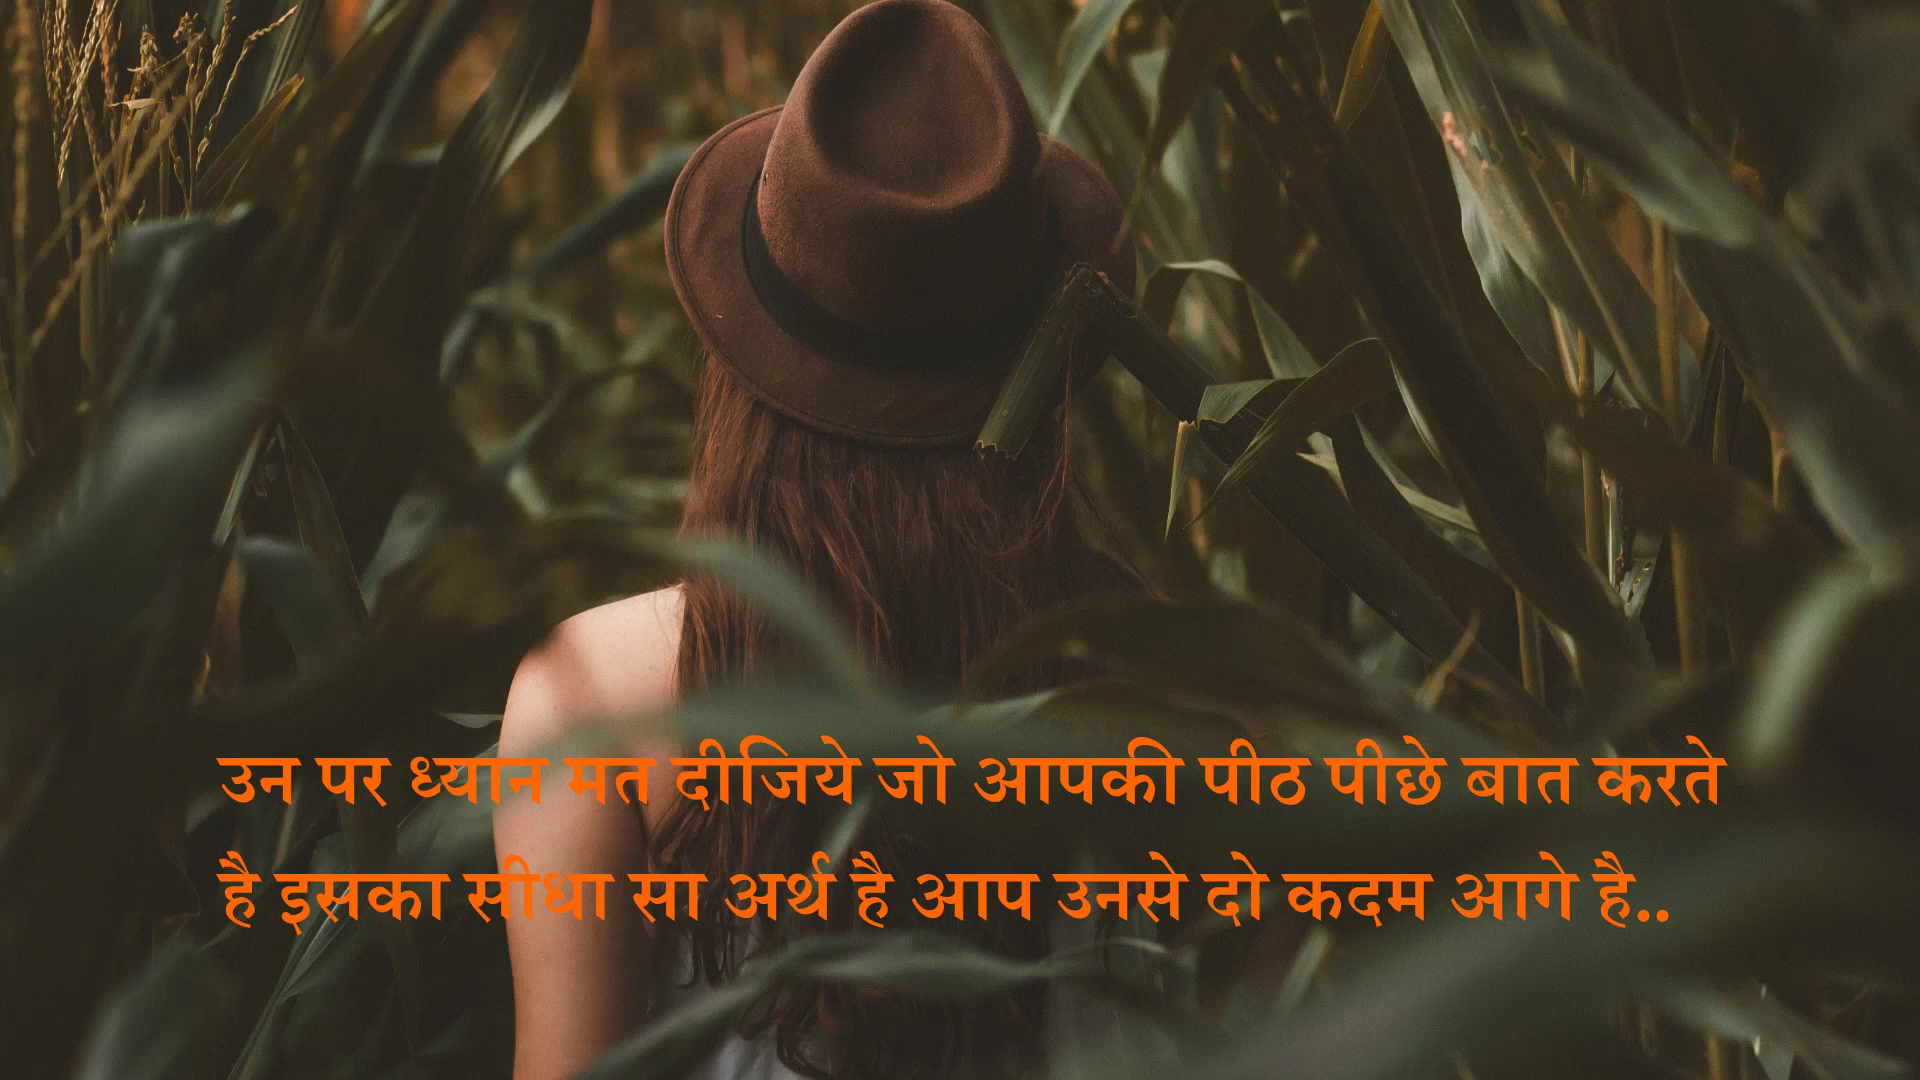 उन पर ध्यान मत दीजिये जो आपकी पीठ पीछे बात करते
है इसका सीधा सा अर्थ है आप उनसे दो कदम आगे है..